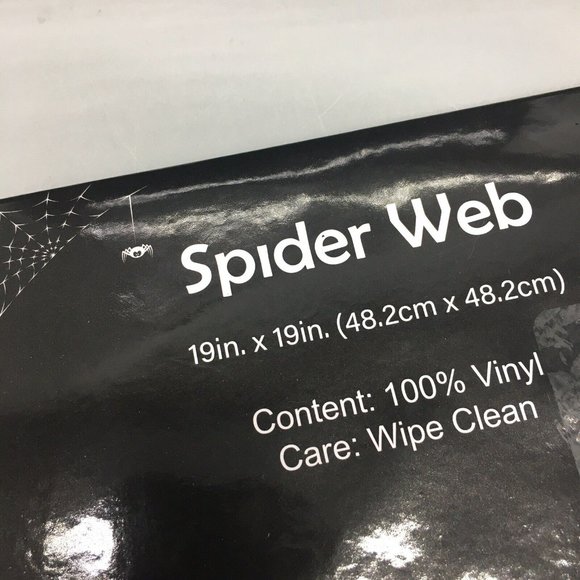 Spider Web
19in. x 19in. (48.2cm x 48.2cm)
Content: 100% Vinyl
Care: Wipe Clean